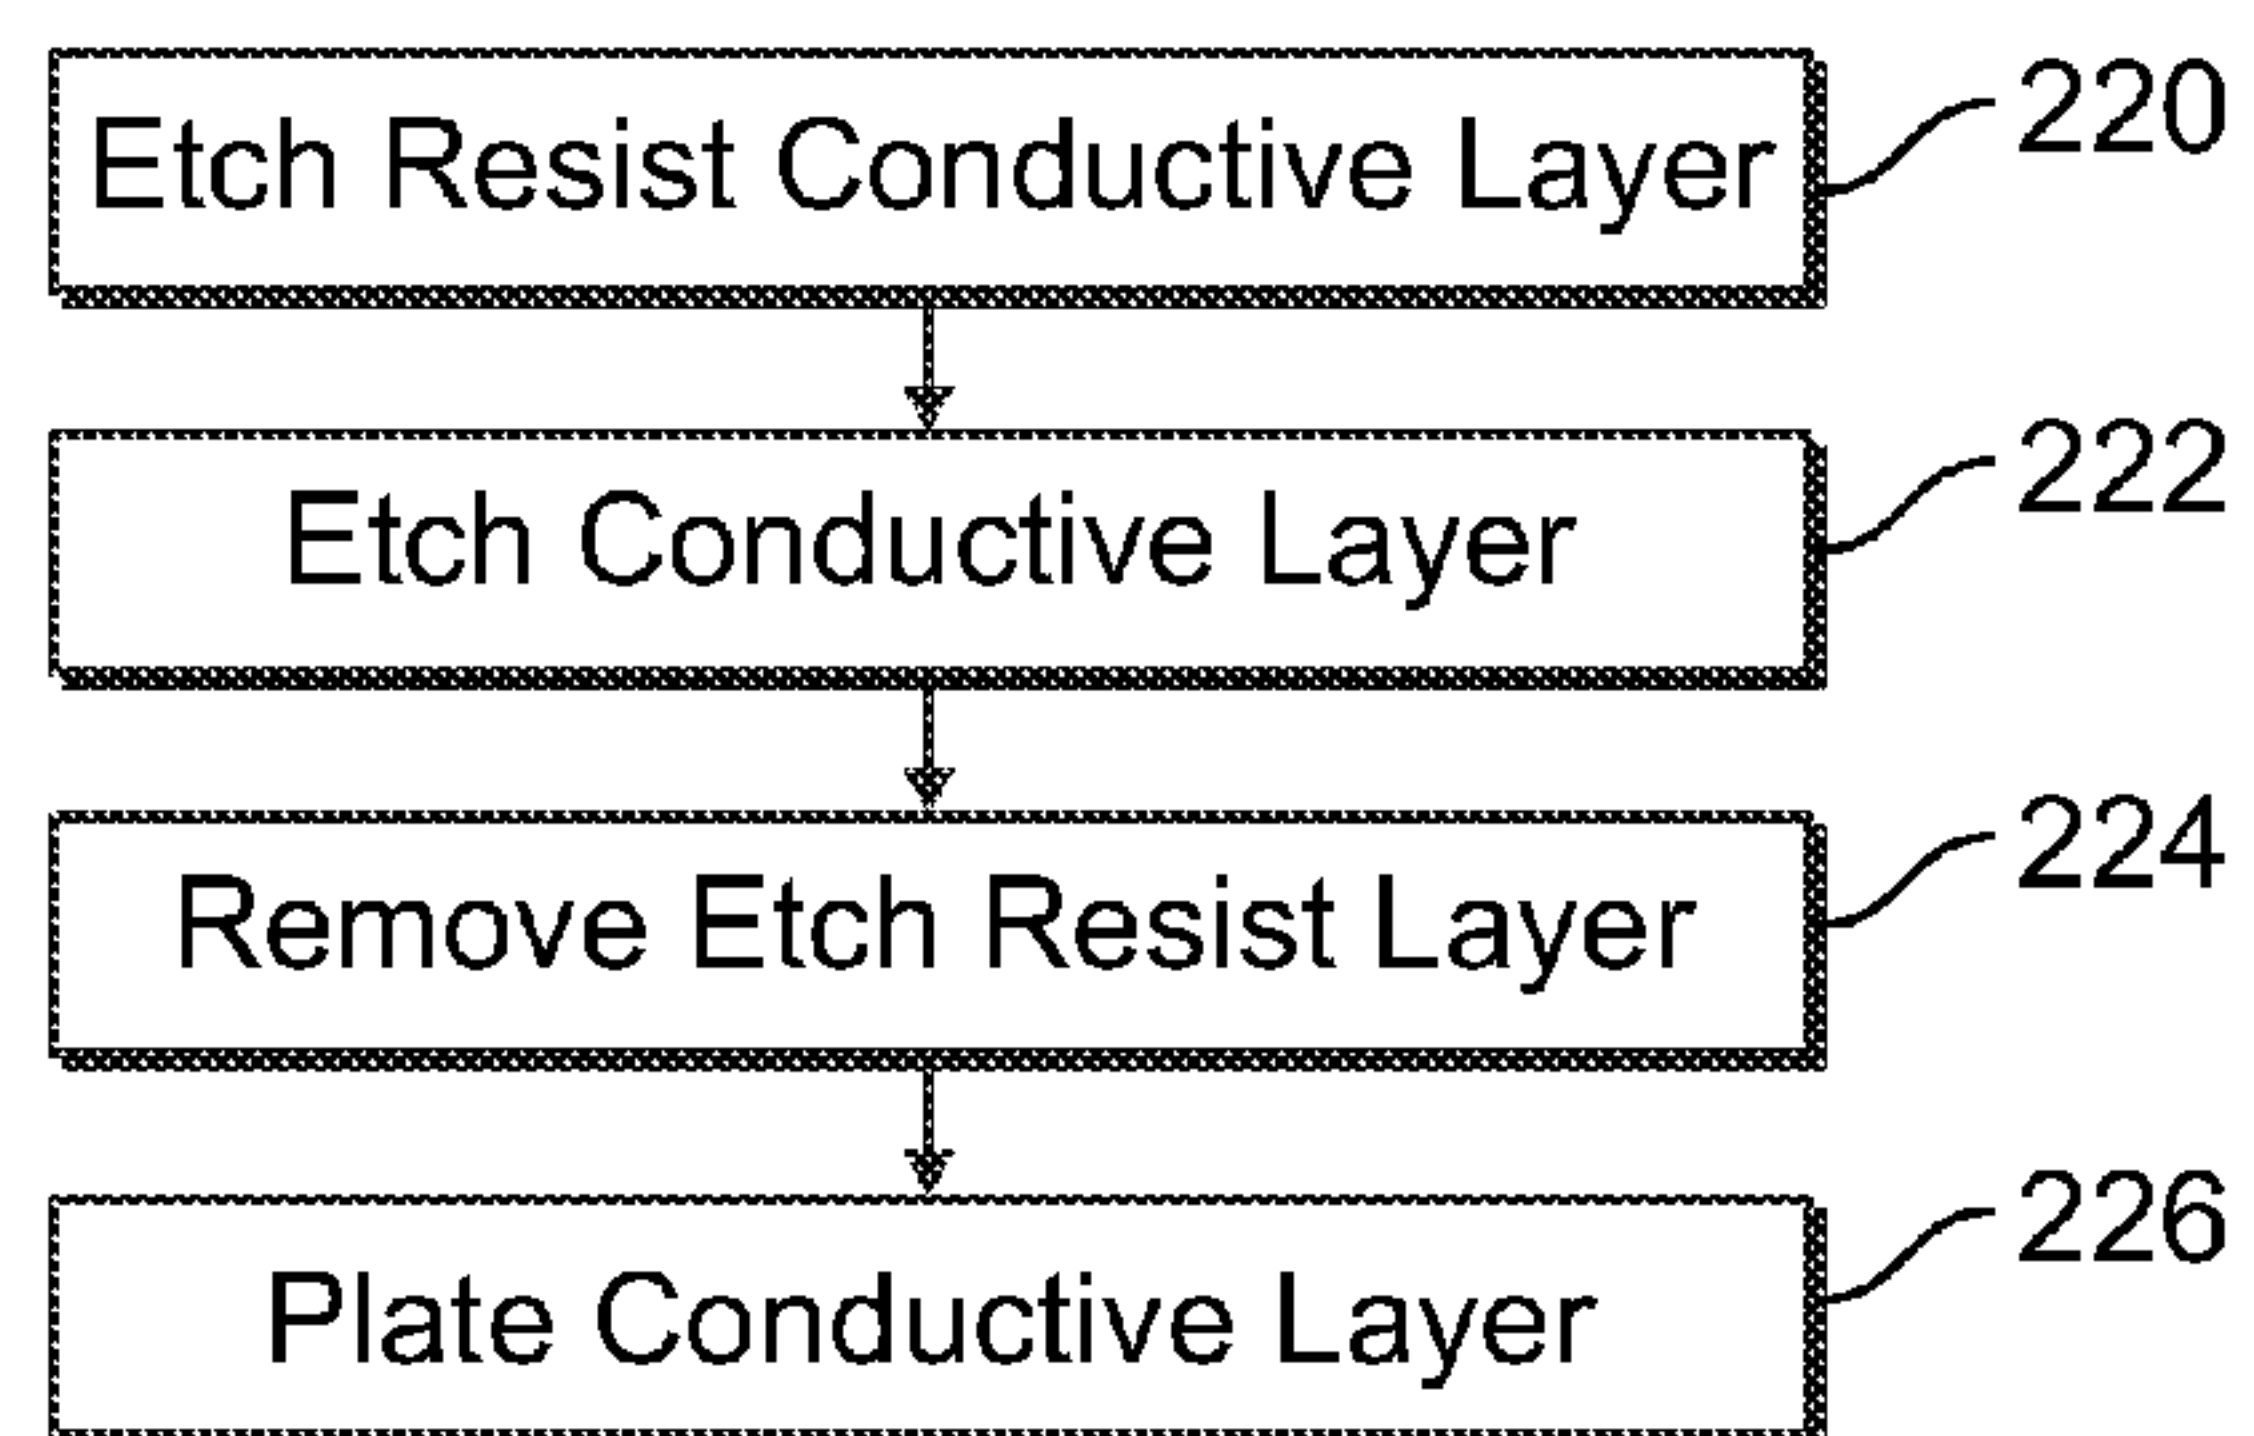 Etch Resist Conductive Layer 220
Etch Conductive Layer 222
Remove Etch Resist Layer 224
Plate Conductive Layer 226